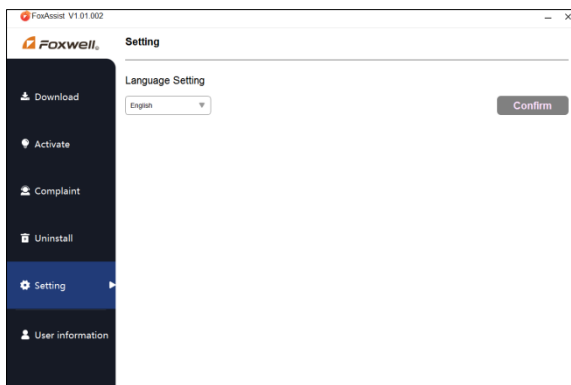 FoxAssist V1.01.002
FOXWELL®
Setting
Language Setting
English
Confirm
Download
Activate
Complaint
Uninstall
Setting
User information